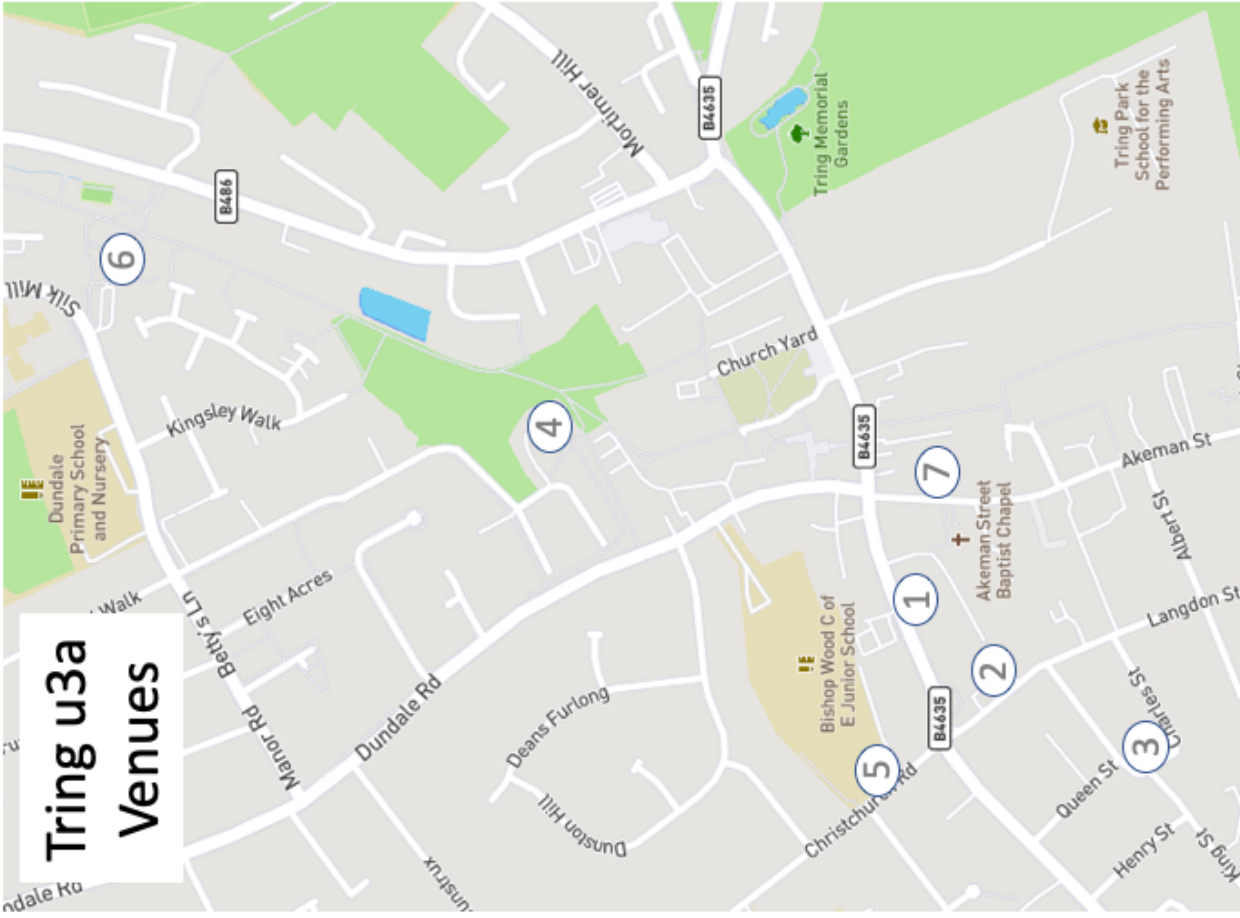 Tring u3a
Venues
Silk Mill
6
B486
Mortimer Hill
B4635
Tring Memorial
Gardens
Tring Park
School for the
Performing Arts
Dundale
Primary School
and Nursery
Kingsley Walk
4
Church Yard
B4635
7
Akeman St
Akeman Street
Baptist Chapel
Albert St
Walk
Betty's Ln
Eight Acres
Manor Rd
Dundale Rd
Deans Furlong
Dunston Hill
Bishop Wood C of
E Junior School
1
2
Langdon St
B4635
5
Christchurch Rd
3
Charles St
Queen St
Henry St
King St
ndale Rd
unstrux